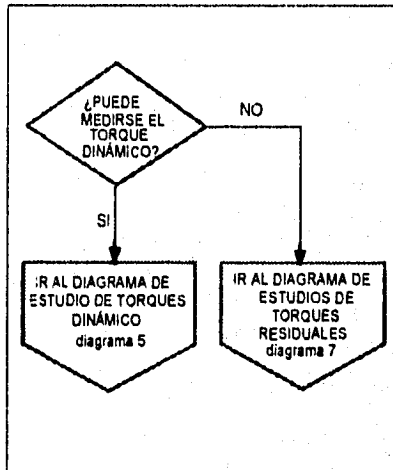 ¿PUEDE
MEDIRSE EL
TORQUE
DINÁMICO?
NO
SI
IR AL DIAGRAMA DE
ESTUDIO DE TORQUES
DINÁMICO
diagrama 5
IR AL DIAGRAMA DE
ESTUDIOS DE
TORQUES
RESIDUALES
diagrama 7